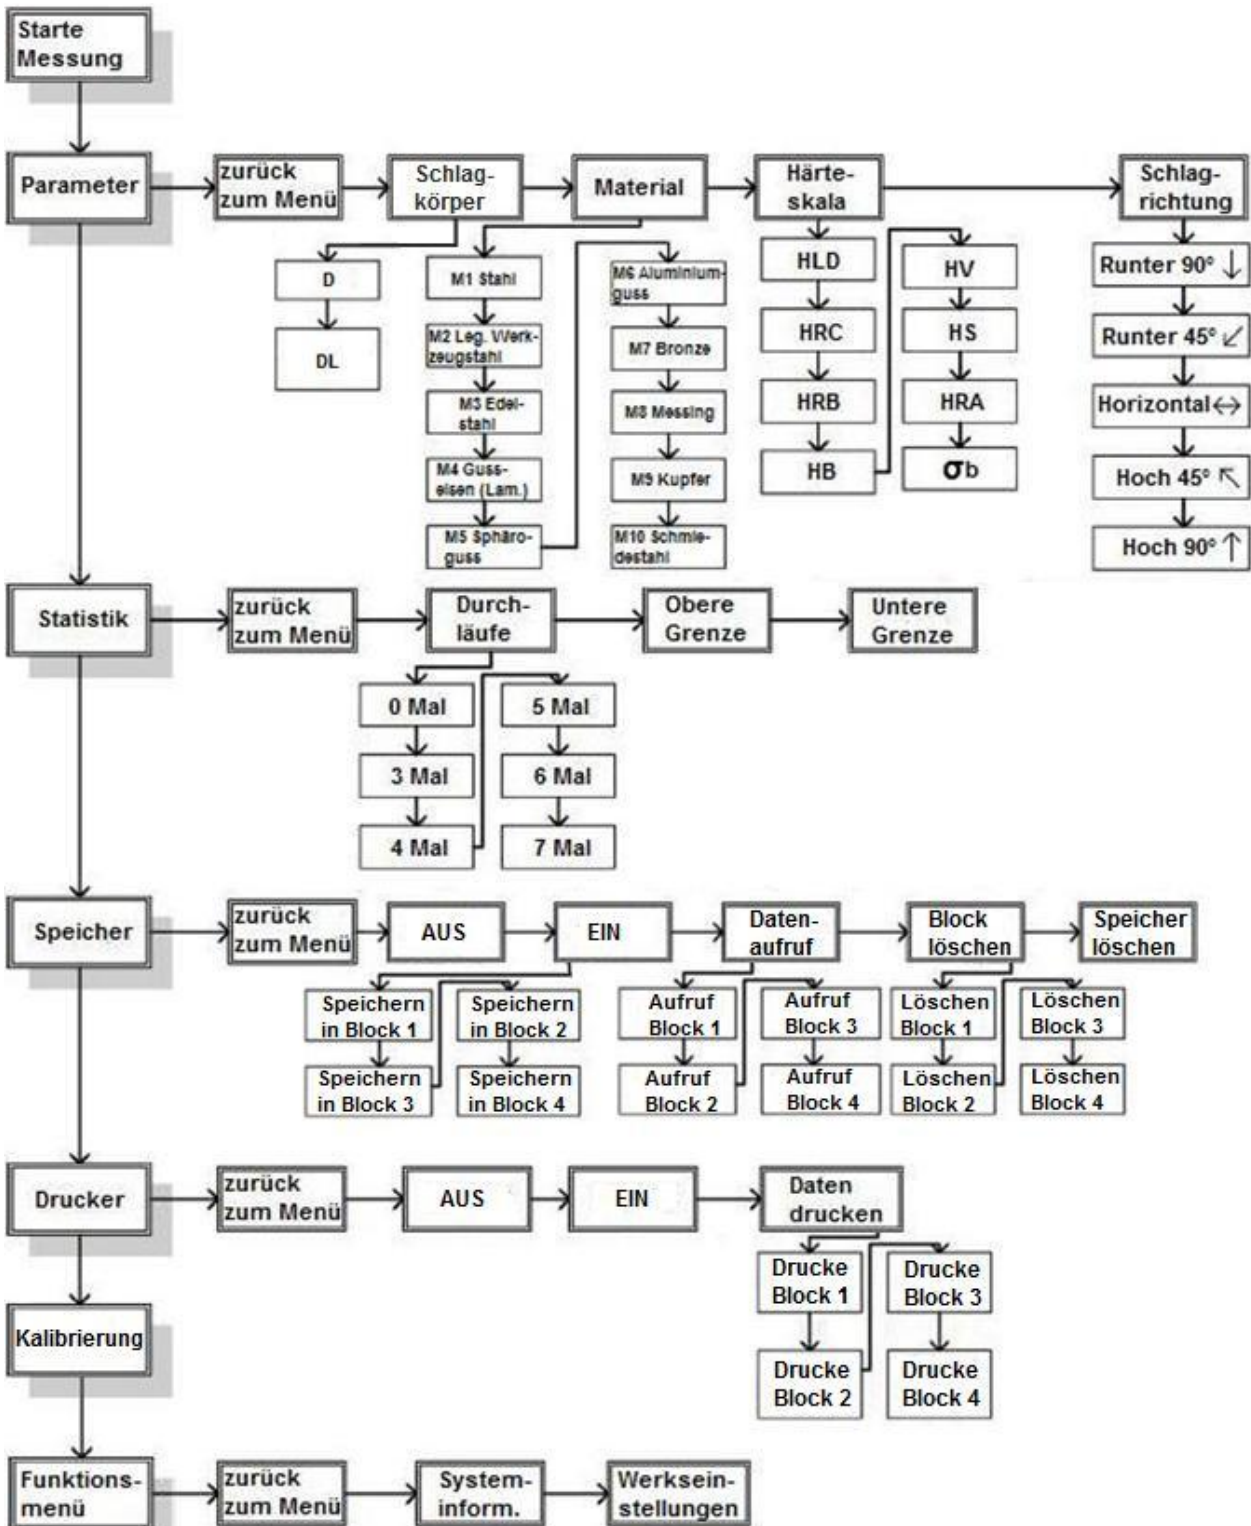 Starte
Messung
Parameter
zurück
zum Menü
Schlag-
körper
Material
Härte-
skala
Schlag-
richtung
D
DL
M1 Stahl
M2 Leg. Werk-
zeugstahl
M3 Edel-
stahl
M4 Guss-
eisen (Lam.)
M5 Sphäro-
guss
M6 Aluminium-
guss
M7 Bronze
M8 Messing
M9 Kupfer
M10 Schmie-
destahl
HLD
HRC
HRB
HB
HV
HS
HRA
σb
Runter 90° ↓
Runter 45° ↙
Horizontal ↔
Hoch 45° ↖
Hoch 90° ↑
Statistik
zurück
zum Menü
Durch-
läufe
Obere
Grenze
Untere
Grenze
0 Mal
3 Mal
4 Mal
5 Mal
6 Mal
7 Mal
Speicher
zurück
zum Menü
AUS
EIN
Daten-
aufruf
Block
löschen
Speicher
löschen
Speichern
in Block 1
Speichern
in Block 3
Speichern
in Block 2
Speichern
in Block 4
Aufruf
Block 1
Aufruf
Block 2
Aufruf
Block 3
Aufruf
Block 4
Löschen
Block 1
Löschen
Block 2
Löschen
Block 3
Löschen
Block 4
Drucker
zurück
zum Menü
AUS
EIN
Daten
drucken
Drucke
Block 1
Drucke
Block 2
Drucke
Block 3
Drucke
Block 4
Kalibrierung
Funktions-
menü
zurück
zum Menü
System-
inform.
Werksein-
stellungen